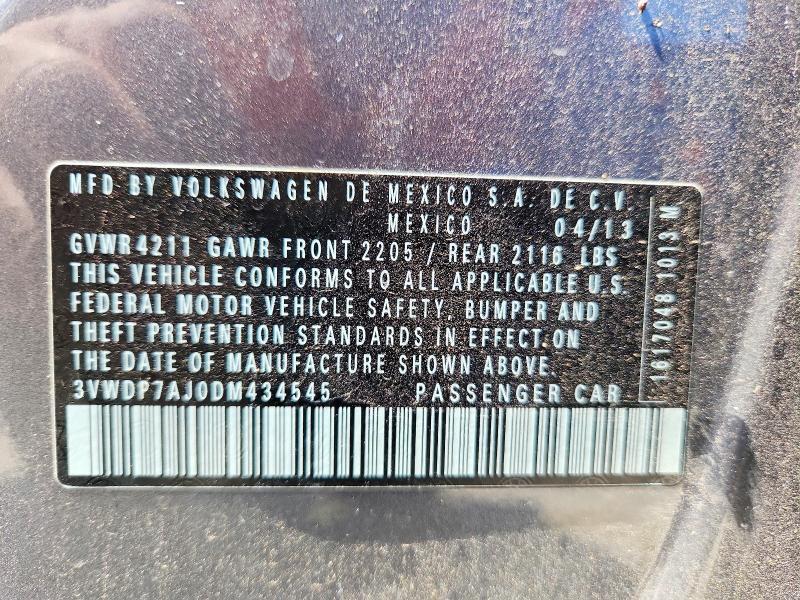 MFD BY VOLKSWAGEN DE MEXICO S.A. DE C.V.
MEXICO 04/13
GVWR 4211 GAWR FRONT 2205 / REAR 2116 LBS
THIS VEHICLE CONFORMS TO ALL APPLICABLE U.S.
FEDERAL MOTOR VEHICLE SAFETY, BUMPER AND
THEFT PREVENTION STANDARDS IN EFFECT ON
THE DATE OF MANUFACTURE SHOWN ABOVE.
3VWDP7AJ0DM434545 PASSENGER CAR
1617048 1013 M